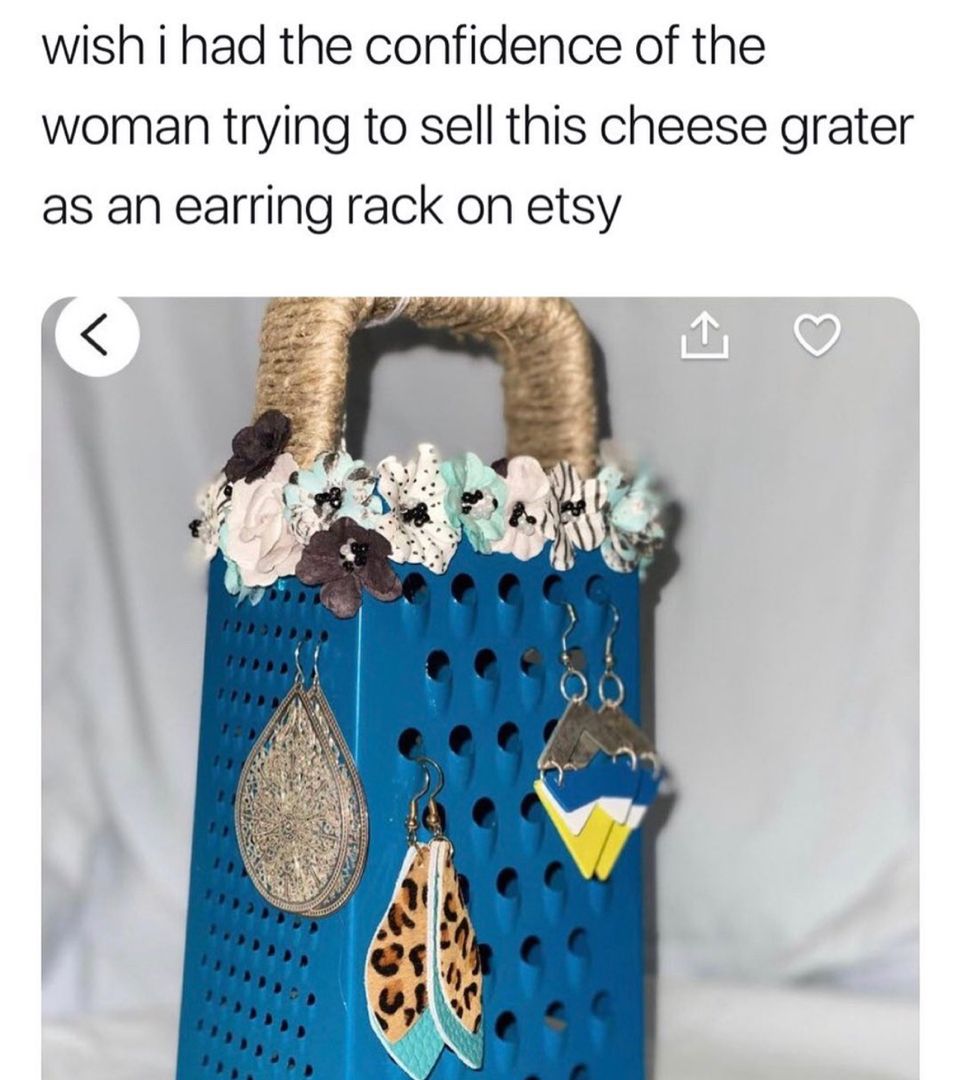 wish i had the confidence of the
woman trying to sell this cheese grater
as an earring rack on etsy